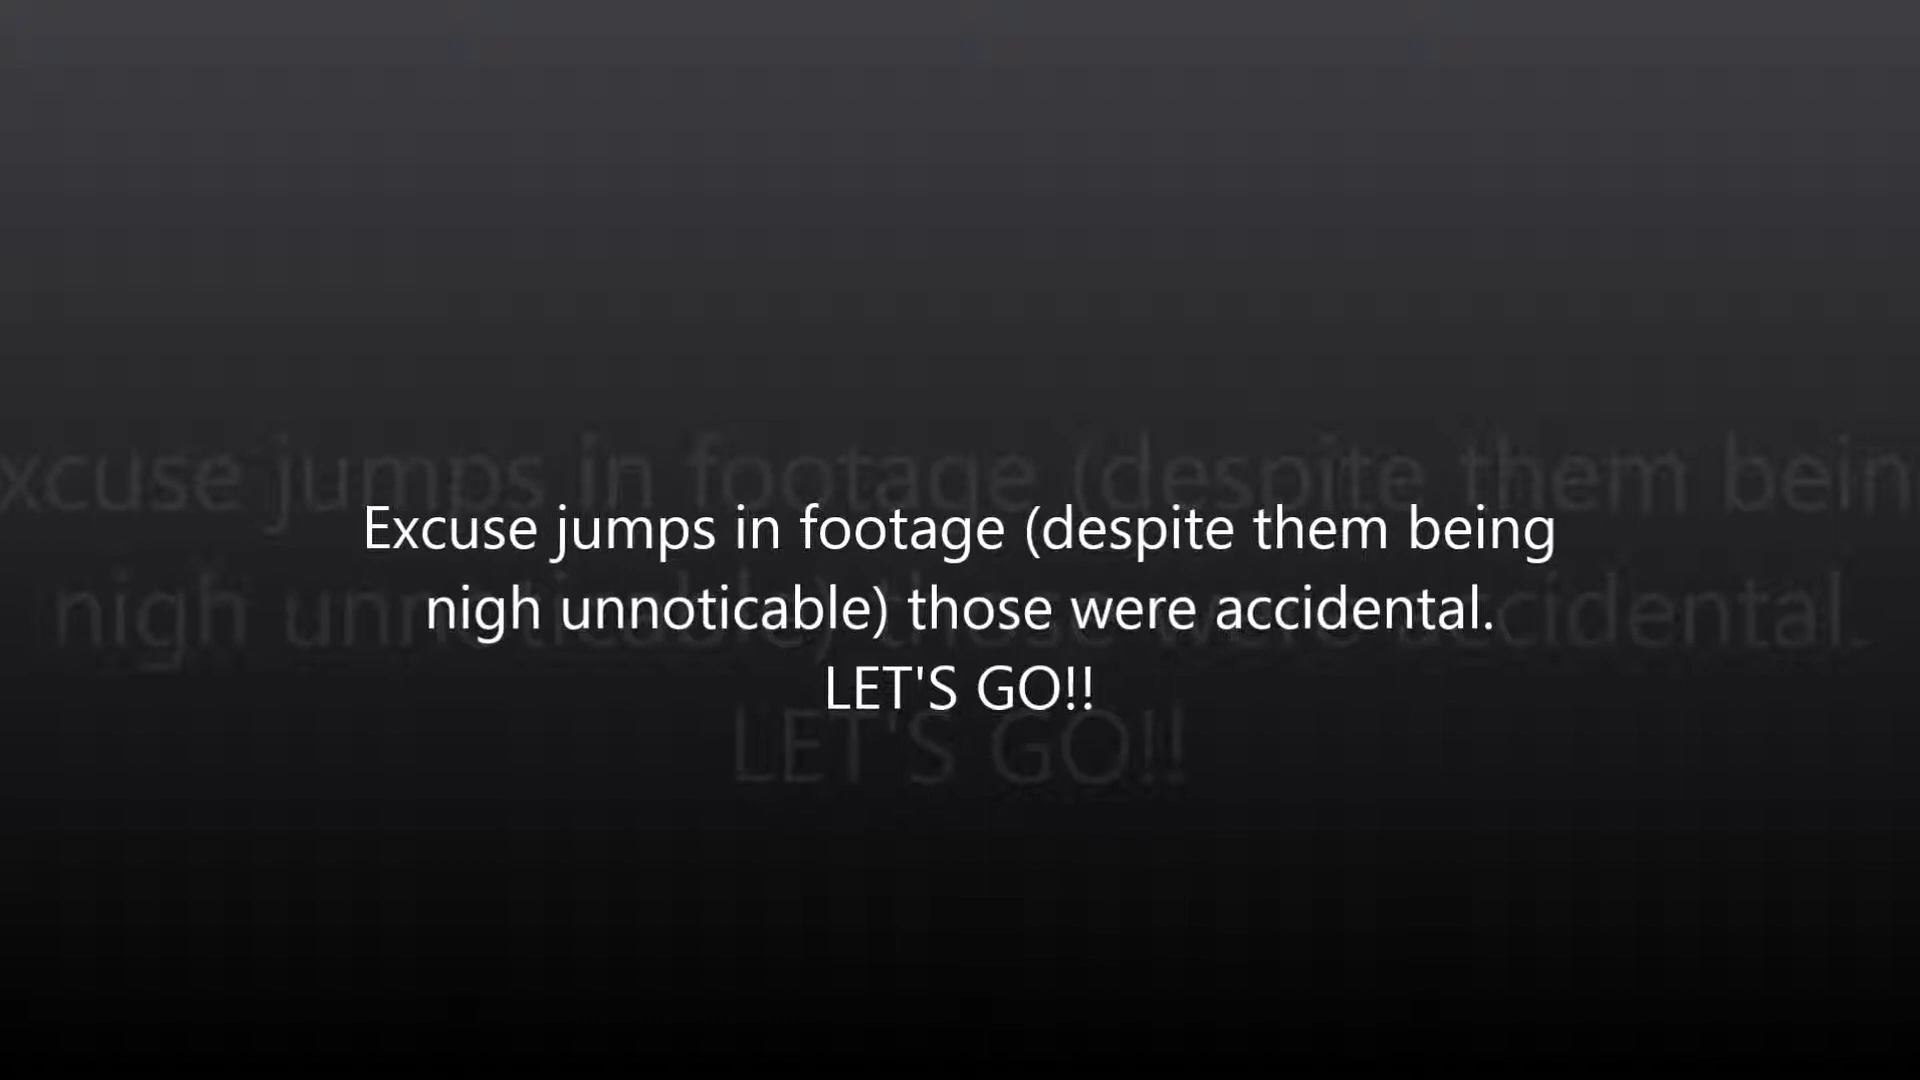 Excuse jumps in footage (despite them being
nigh unnoticable) those were accidental.
LET'S GO!!